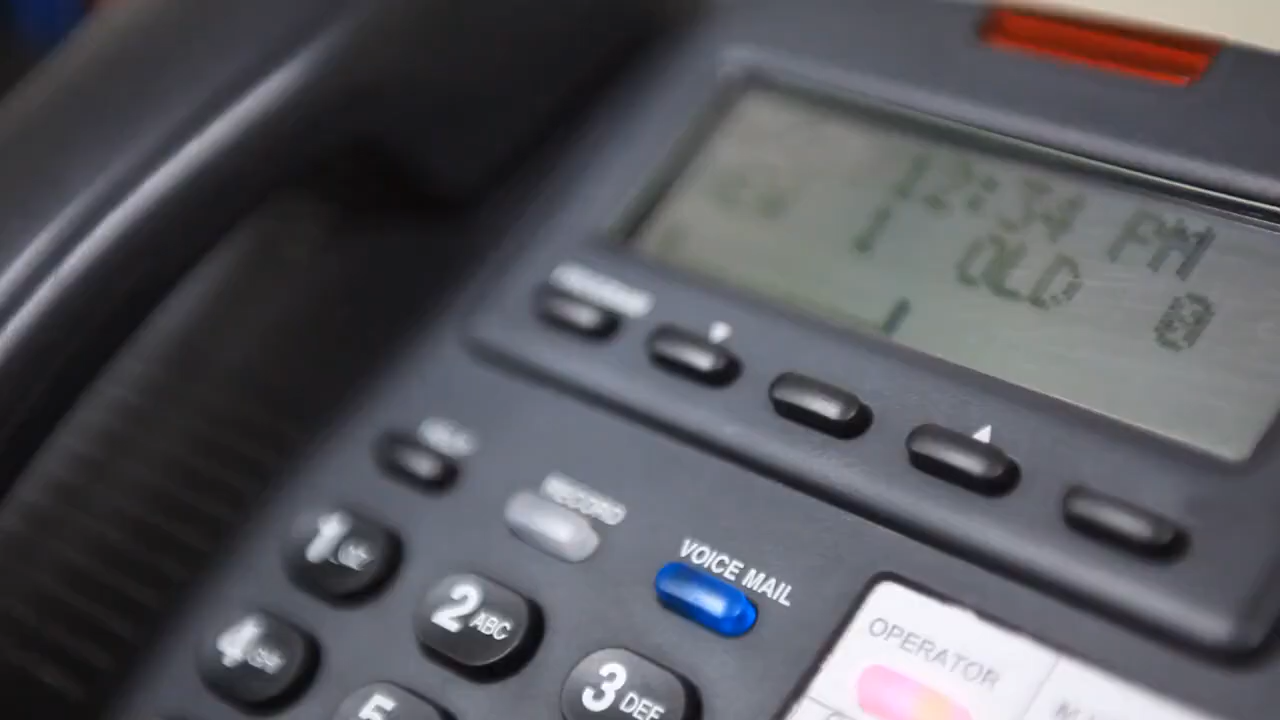 12:34 PM
1 OLD 0
RECORD
VOICE MAIL
1
2 ABC
3 DEF
4
5
OPERATOR